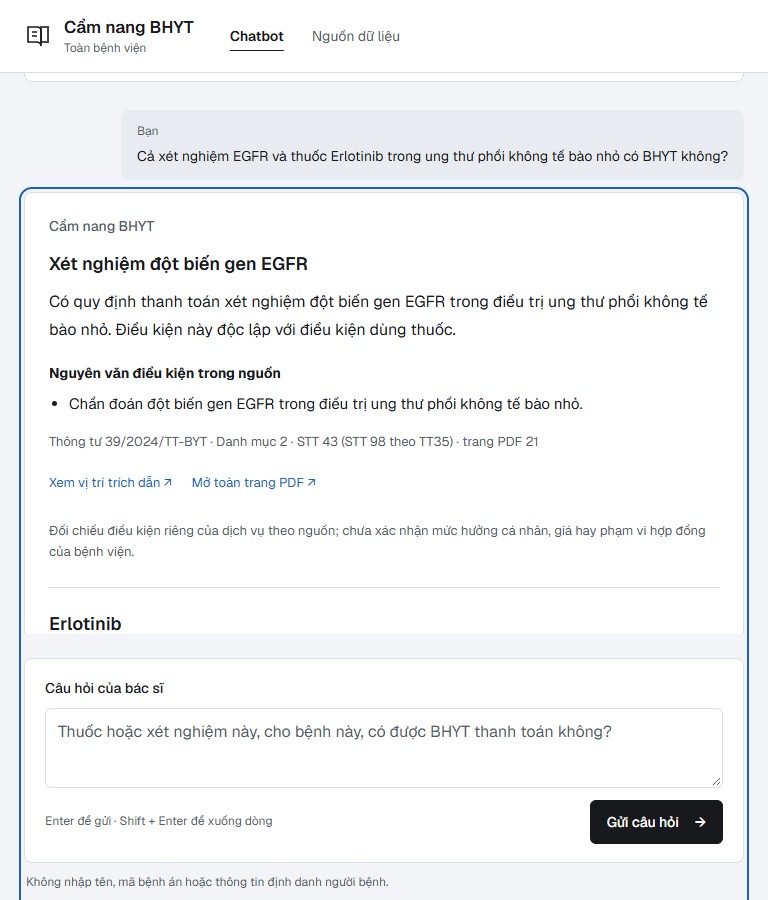 Cẩm nang BHYT
Toàn bệnh viện
Chatbot
Nguồn dữ liệu
Bạn
Cả xét nghiệm EGFR và thuốc Erlotinib trong ung thư phổi không tế bào nhỏ có BHYT không?
Cẩm nang BHYT
Xét nghiệm đột biến gen EGFR
Có quy định thanh toán xét nghiệm đột biến gen EGFR trong điều trị ung thư phổi không tế
bào nhỏ. Điều kiện này độc lập với điều kiện dùng thuốc.
Nguyên văn điều kiện trong nguồn
• Chẩn đoán đột biến gen EGFR trong điều trị ung thư phổi không tế bào nhỏ.
Thông tư 39/2024/TT-BYT · Danh mục 2 · STT 43 (STT 98 theo TT35) · trang PDF 21
Xem vị trí trích dẫn ↗ Mở toàn trang PDF ↗
Đối chiếu điều kiện riêng của dịch vụ theo nguồn; chưa xác nhận mức hưởng cá nhân, giá hay phạm vi hợp đồng
của bệnh viện.
Erlotinib
Câu hỏi của bác sĩ
Thuốc hoặc xét nghiệm này, cho bệnh này, có được BHYT thanh toán không?
Enter để gửi · Shift + Enter để xuống dòng
Gửi câu hỏi →
Không nhập tên, mã bệnh án hoặc thông tin định danh người bệnh.